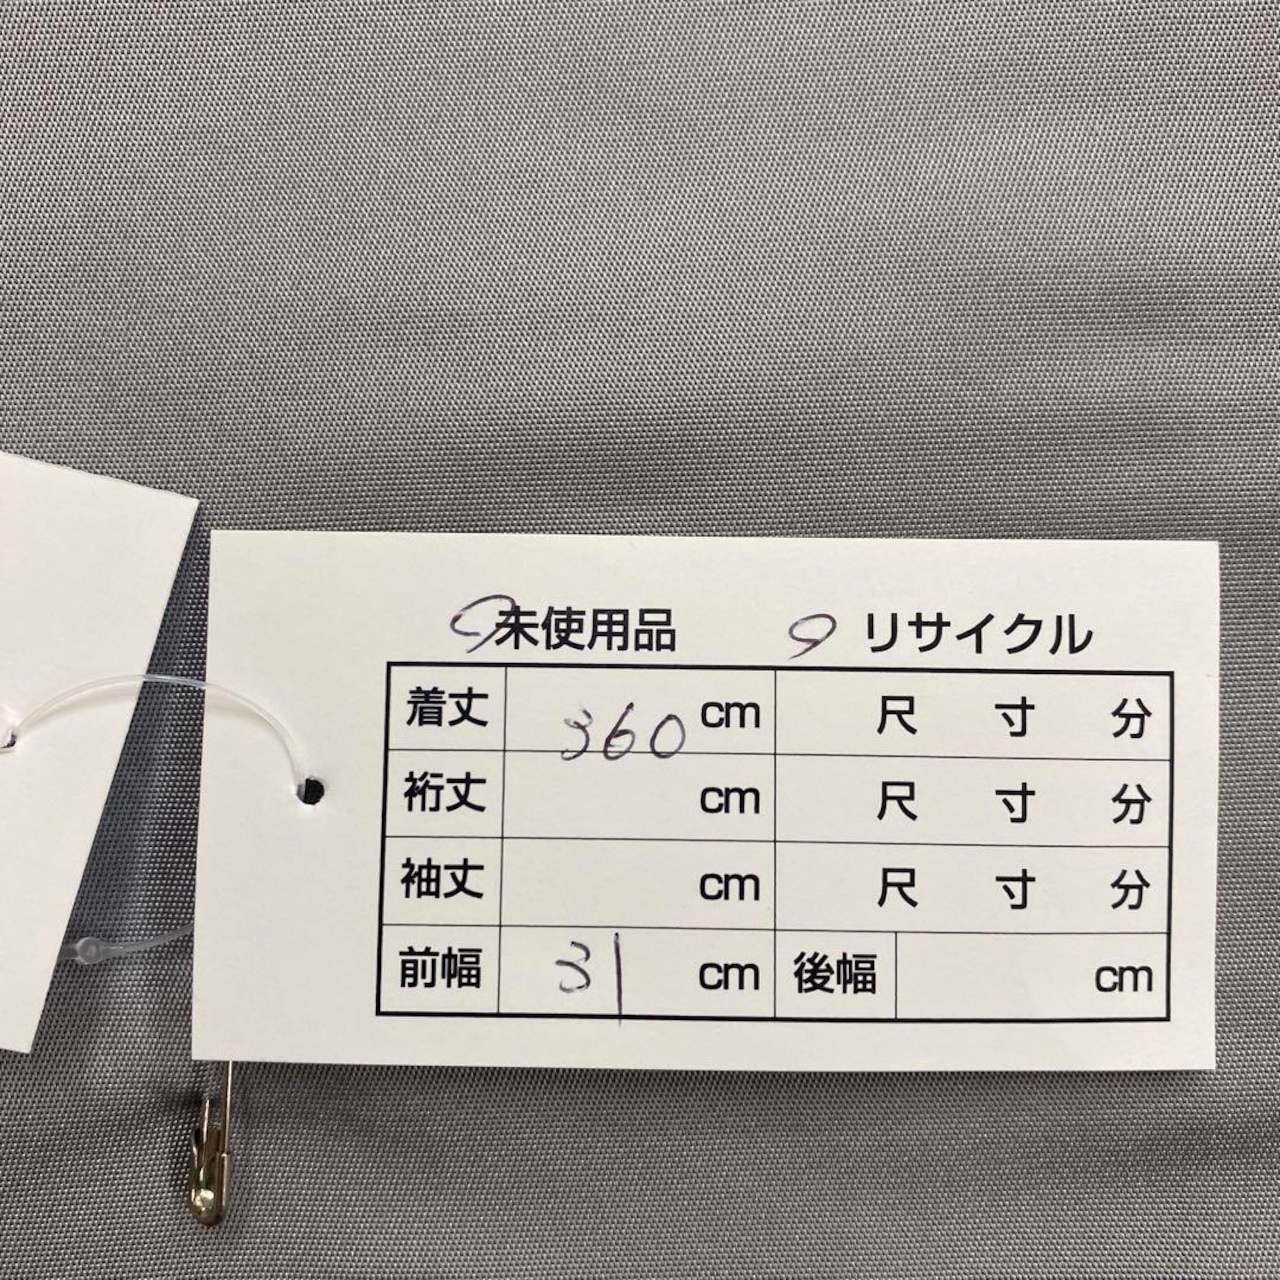 未使用品 リサイクル
着丈 360 cm 尺 寸 分
裄丈 cm 尺 寸 分
袖丈 cm 尺 寸 分
前幅 31 cm 後幅 cm